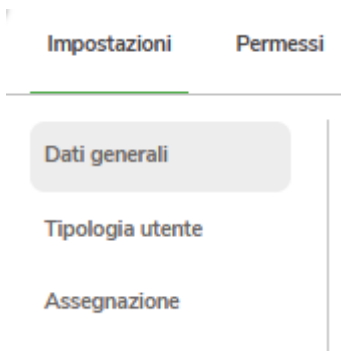 Impostazioni Permessi
Dati generali
Tipologia utente
Assegnazione